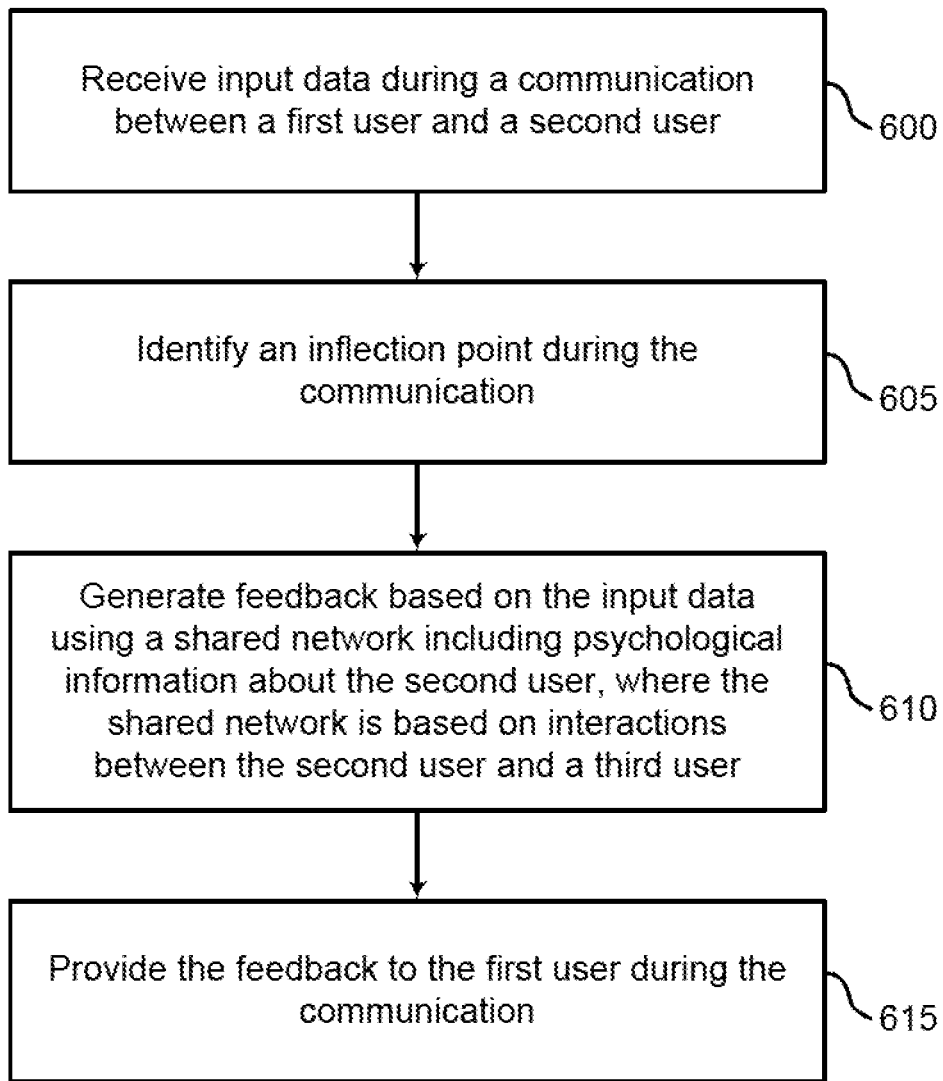 Receive input data during a communication
between a first user and a second user
600
Identify an inflection point during the
communication
605
Generate feedback based on the input data
using a shared network including psychological
information about the second user, where the
shared network is based on interactions
between the second user and a third user
610
Provide the feedback to the first user during the
communication
615